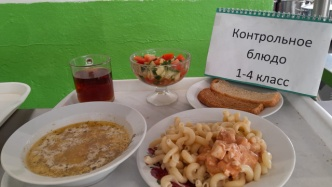 Контрольное
блюдо
1-4 класс